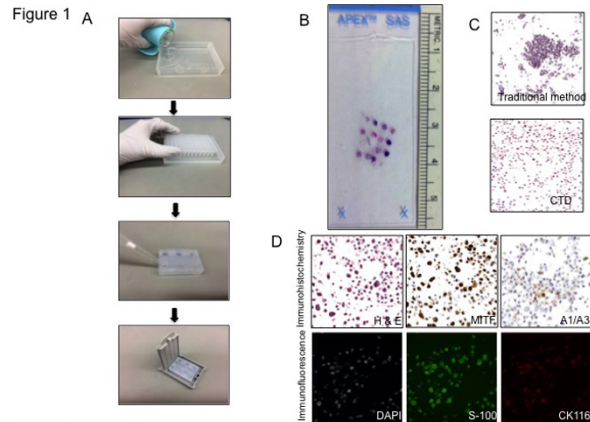 Figure 1
A
B
APEX™ SAS
METRIC 1
2
3
4
5
C
Traditional method
CTD
D
Immunohistochemistry
H & E
MITF
A1/A3
Immunofluorescence
DAPI
S-100
CK116